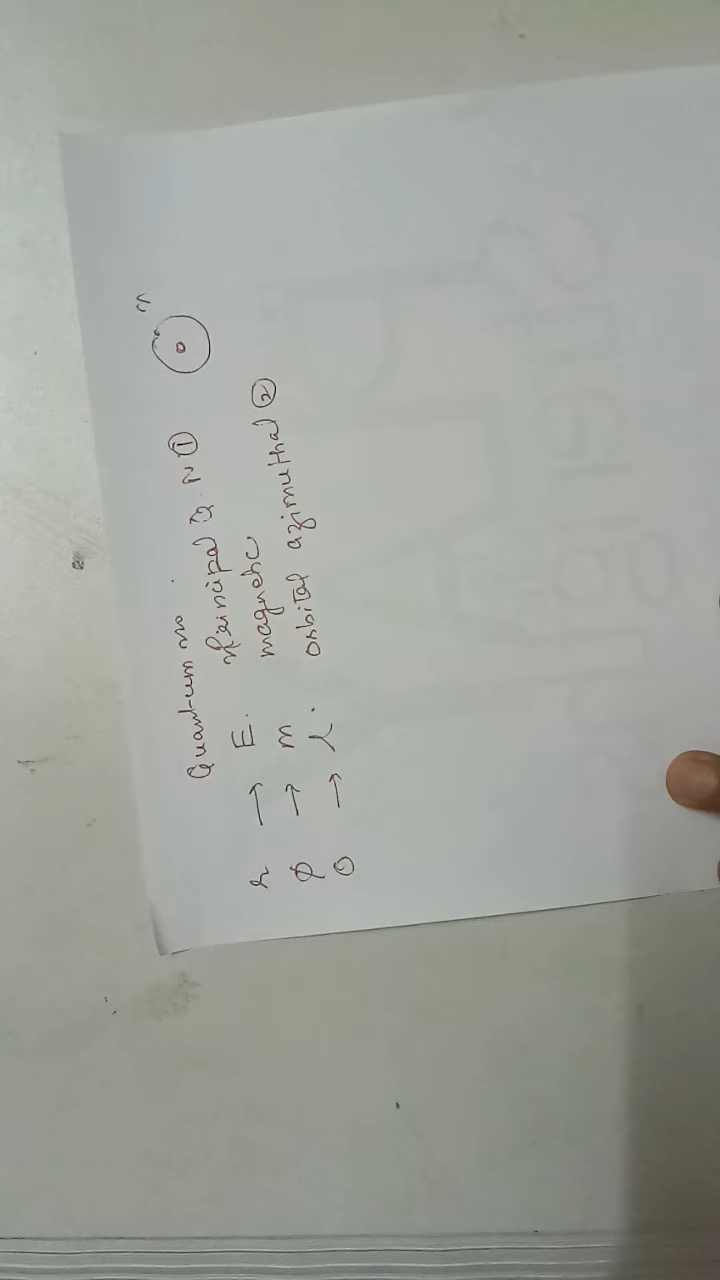 Quantum no.
r → E. Principal Q.N ① n
φ → m magnetic
θ → l. orbital azimuthal ②